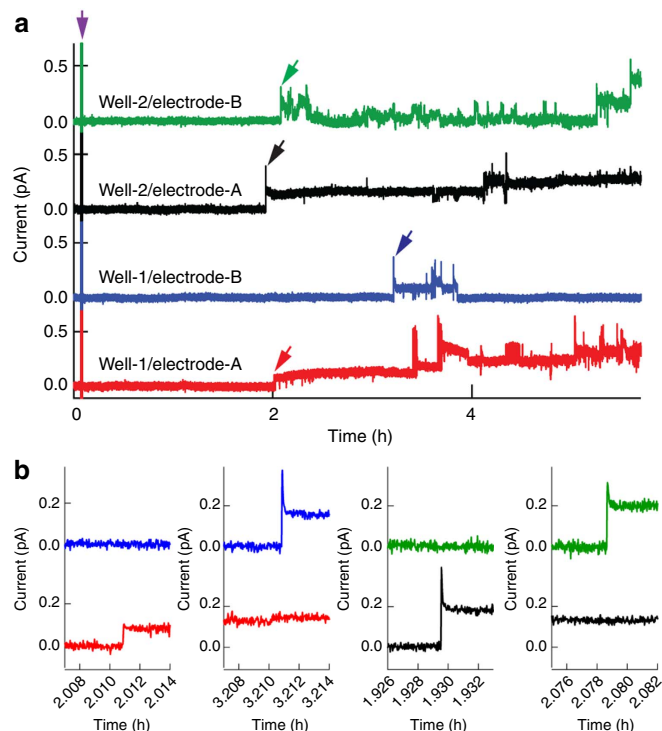 a
0.5
0.0
Well-2/electrode-B
0.5
0.0
Well-2/electrode-A
0.5
0.0
Well-1/electrode-B
0.5
0.0
Well-1/electrode-A
Current (pA)
0 2 4
Time (h)
b
Current (pA)
0.2
0.0
0.2
0.0
2.008 2.010 2.012 2.014
Time (h)
Current (pA)
0.2
0.0
0.2
0.0
3.208 3.210 3.212 3.214
Time (h)
Current (pA)
0.2
0.0
0.2
0.0
1.926 1.928 1.930 1.932
Time (h)
Current (pA)
0.2
0.0
0.2
0.0
2.076 2.078 2.080 2.082
Time (h)